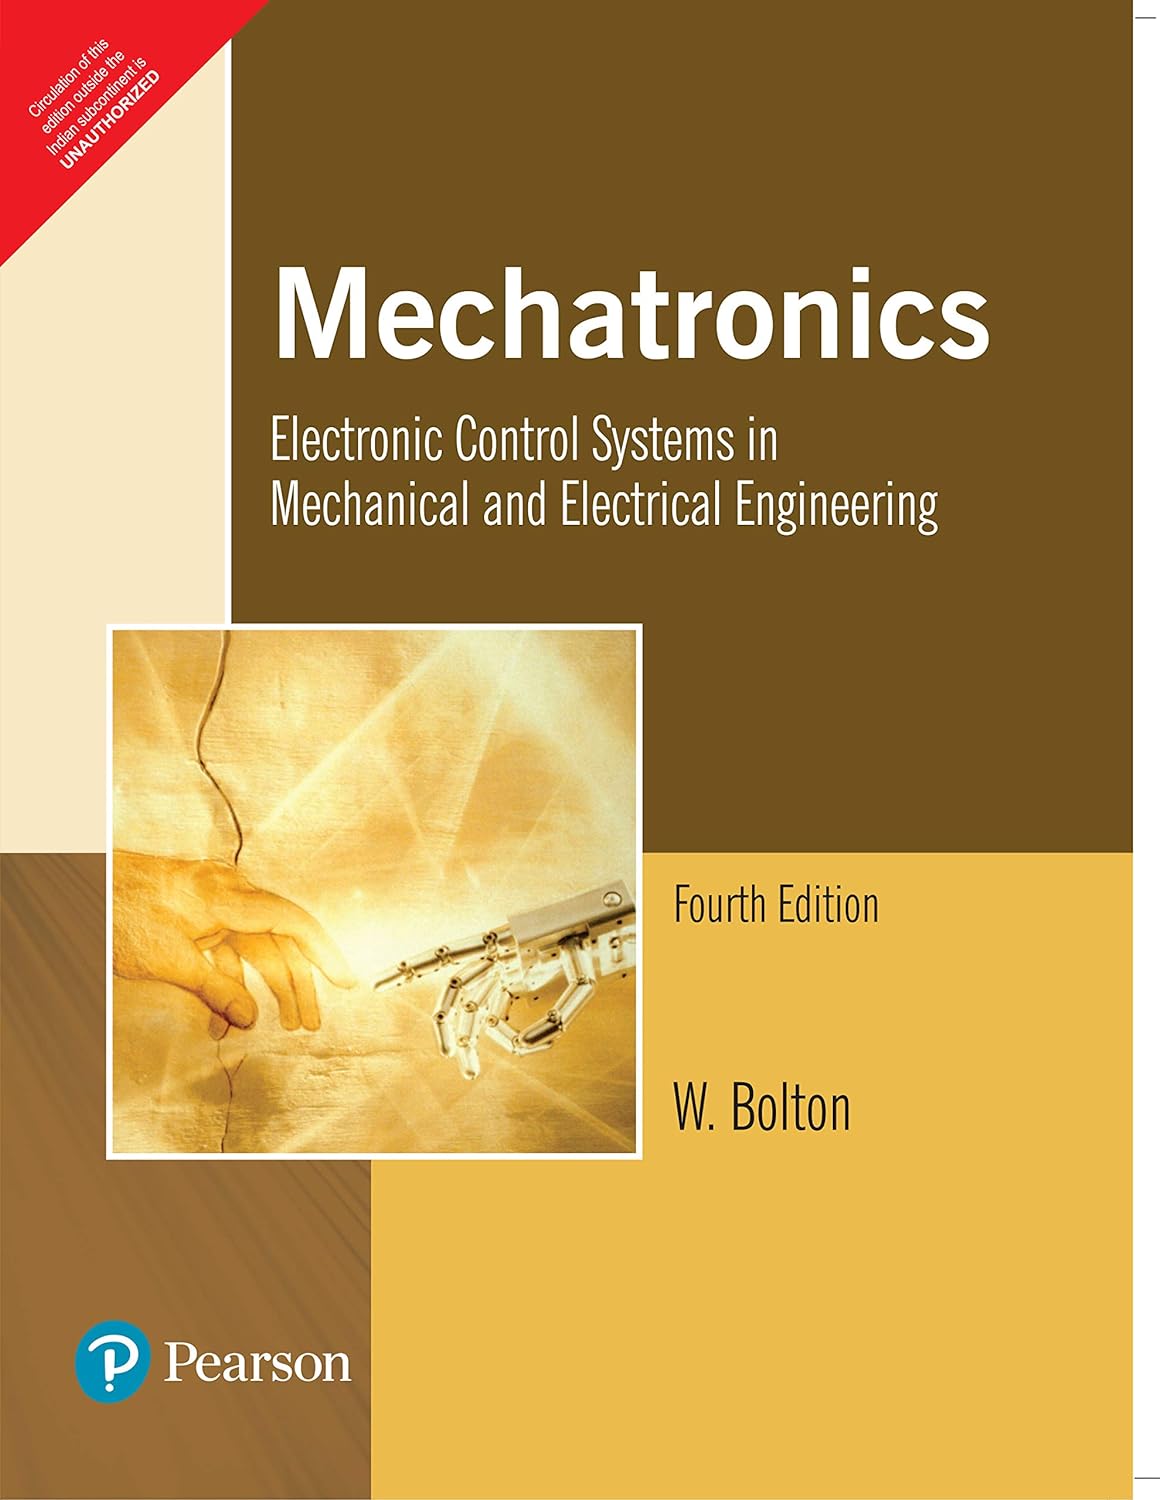 Circulation of this
edition outside the
Indian subcontinent is
UNAUTHORIZED
Mechatronics
Electronic Control Systems in
Mechanical and Electrical Engineering
Fourth Edition
W. Bolton
P Pearson